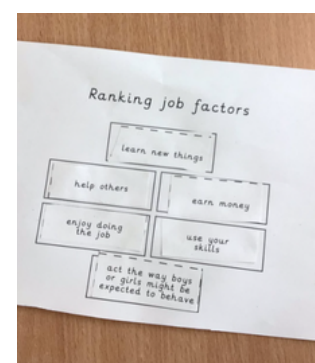 Ranking job factors
learn new things
help others
earn money
enjoy doing
the job
use your
skills
act the way boys
or girls might be
expected to behave